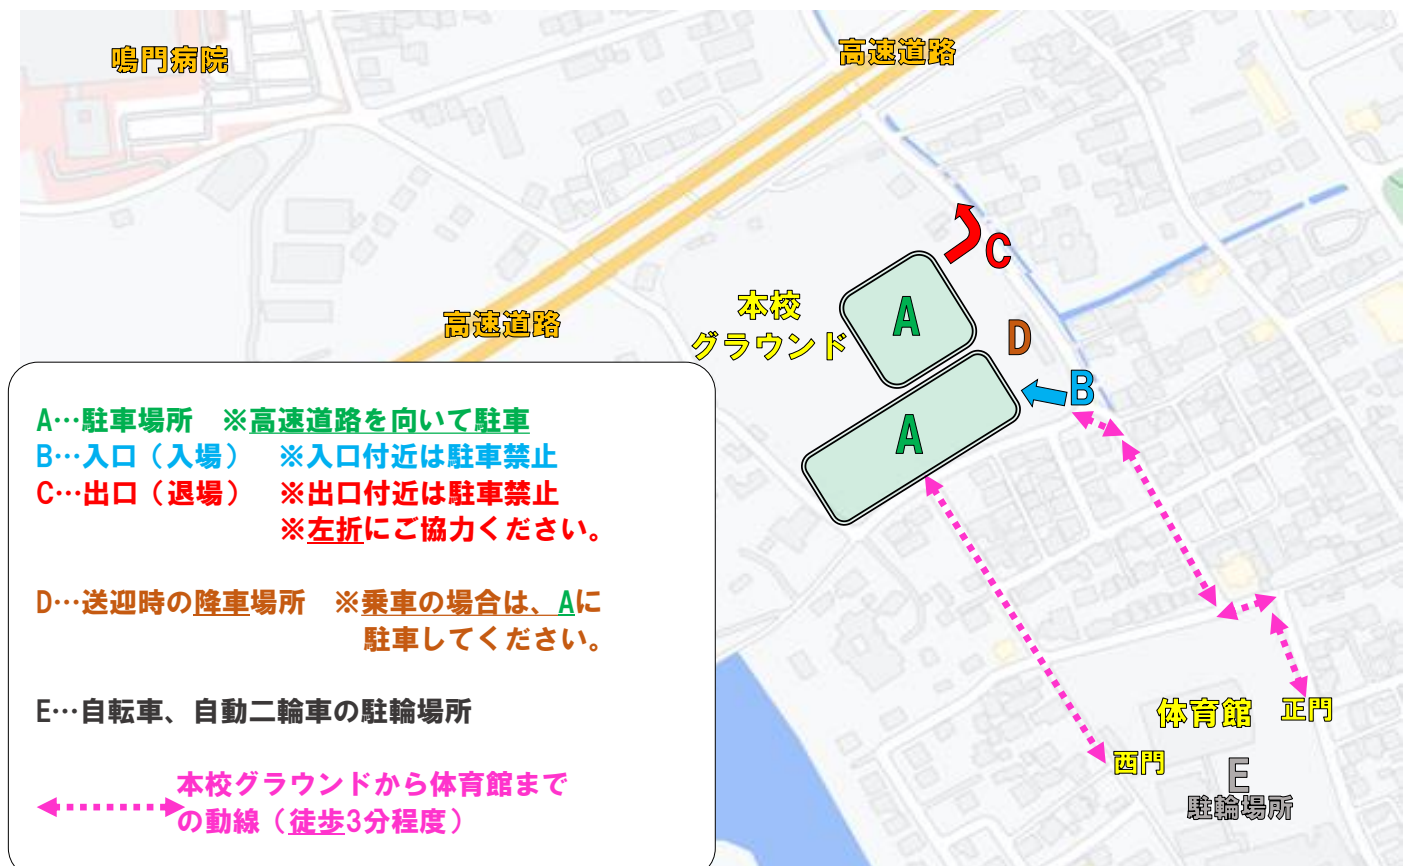 鳴門病院
高速道路
C
本校
グラウンド
A
D
高速道路
B
A
A…駐車場所　※高速道路を向いて駐車
B…入口（入場）　※入口付近は駐車禁止
C…出口（退場）　※出口付近は駐車禁止
※左折にご協力ください。
D…送迎時の降車場所　※乗車の場合は、Aに
駐車してください。
E…自転車、自動二輪車の駐輪場所
本校グラウンドから体育館まで
の動線（徒歩3分程度）
体育館
正門
西門
E
駐輪場所